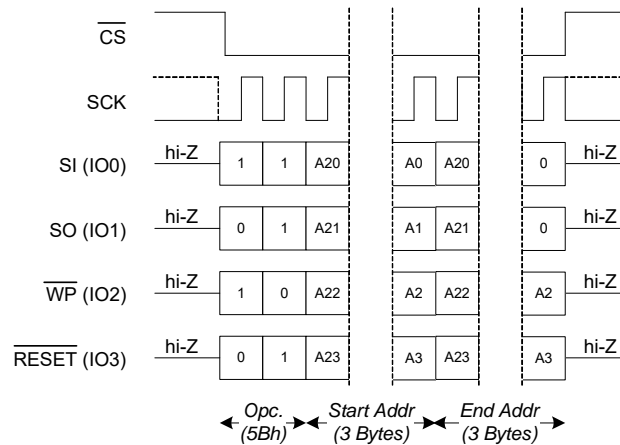 CS
SCK
SI (IO0) hi-Z 1 1 A20 A0 A20 0 hi-Z
SO (IO1) hi-Z 0 1 A21 A1 A21 0 hi-Z
WP (IO2) hi-Z 1 0 A22 A2 A22 A2 hi-Z
RESET (IO3) hi-Z 0 1 A23 A3 A23 A3 hi-Z
Opc. Start Addr End Addr
(5Bh) (3 Bytes) (3 Bytes)